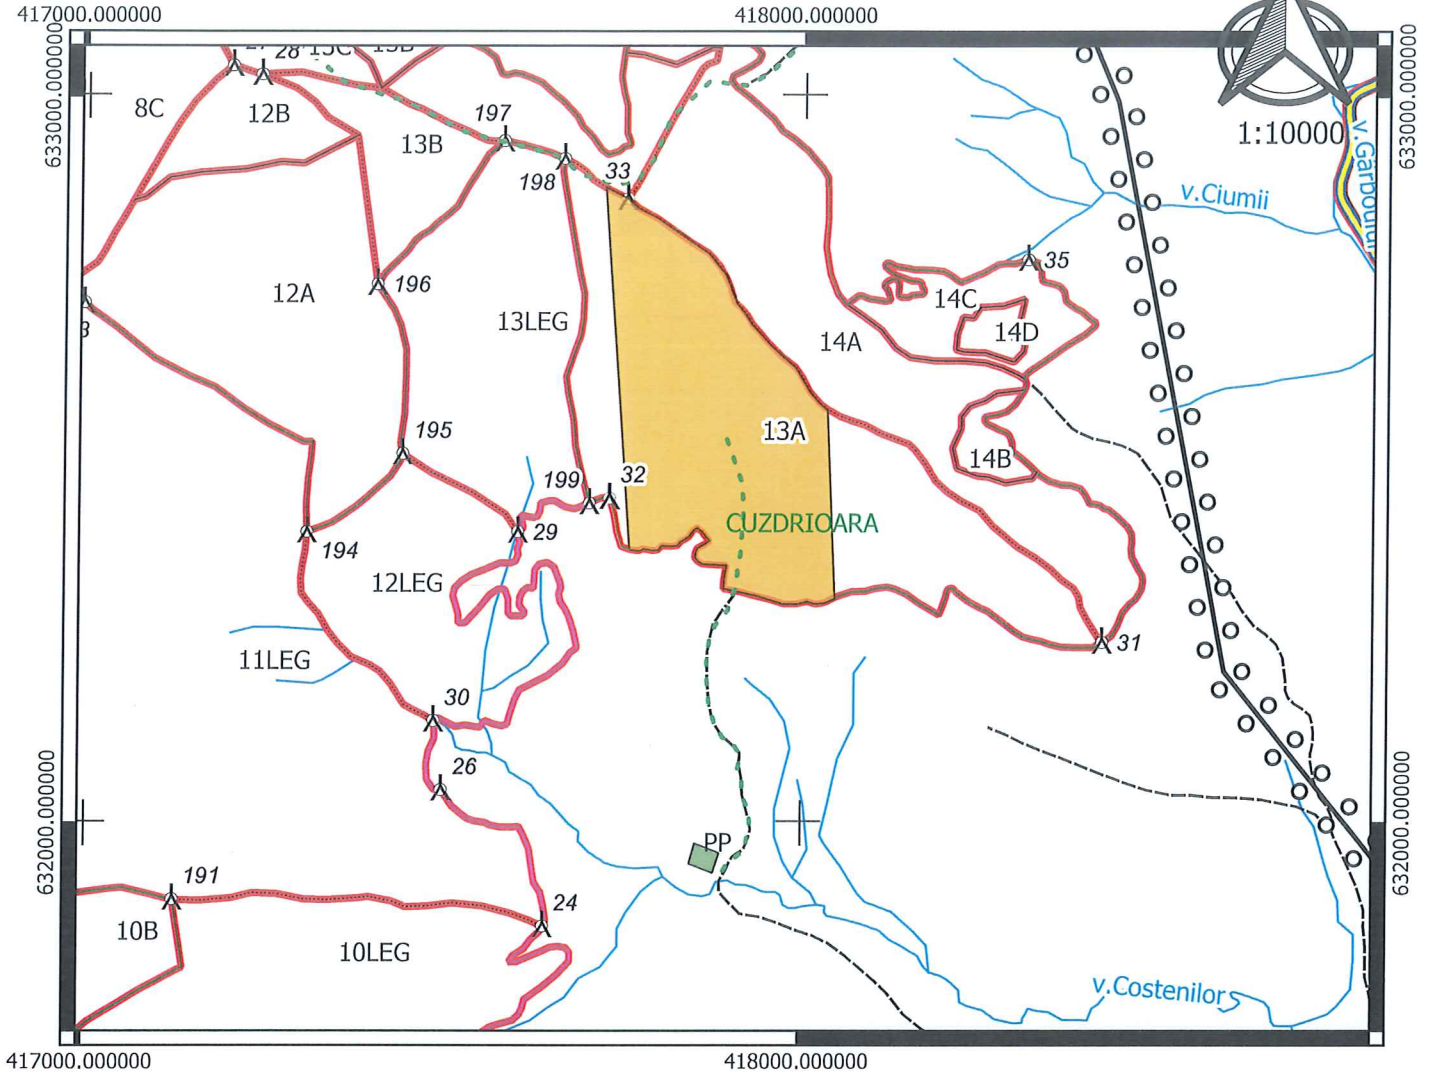 417000.000000
418000.000000
633000.000000
633000.000000
1:10000
28
8C
12B
13B
197
198
33
v.Ciumii
v.Gârboului
35
12A
196
13LEG
14C
14D
14A
13A
195
14B
199
32
CUZDRIOARA
194
29
12LEG
31
11LEG
30
26
632000.000000
632000.000000
PP
191
24
10B
10LEG
v.Costenilor
417000.000000
418000.000000